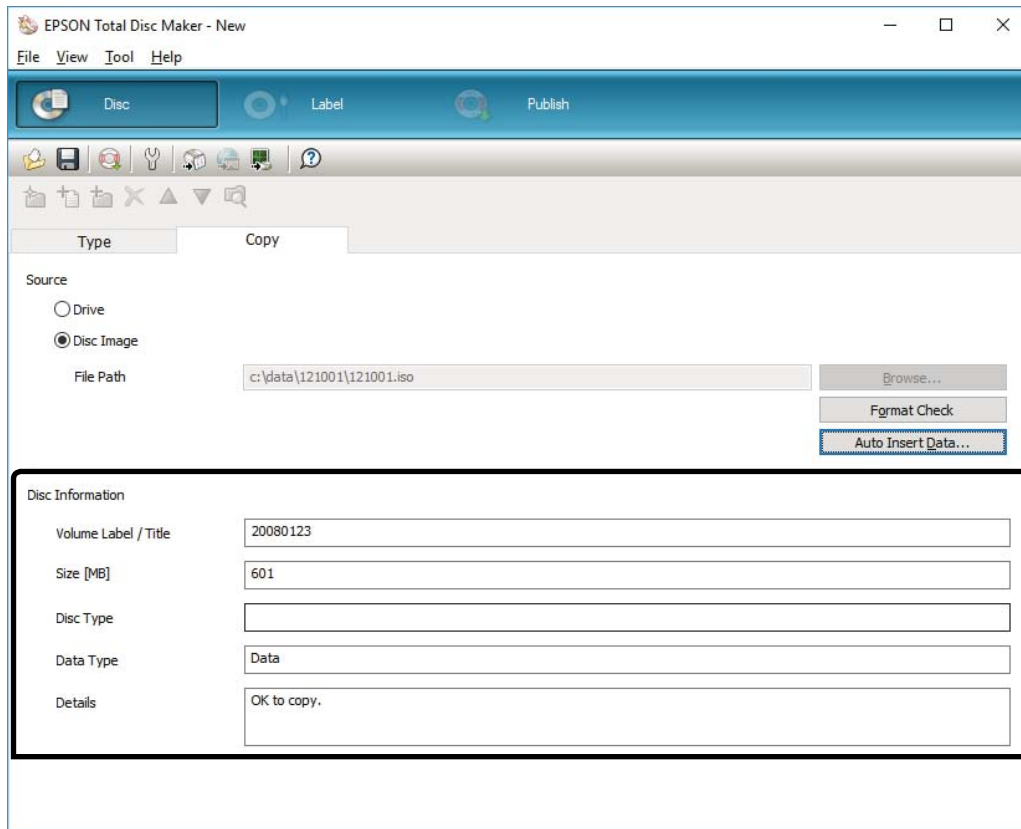 EPSON Total Disc Maker - New
File View Tool Help
Disc Label Publish
Type Copy
Source
Drive
Disc Image
File Path c:\data\121001\121001.iso Browse...
Format Check
Auto Insert Data...
Disc Information
Volume Label / Title 20080123
Size [MB] 601
Disc Type
Data Type Data
Details OK to copy.